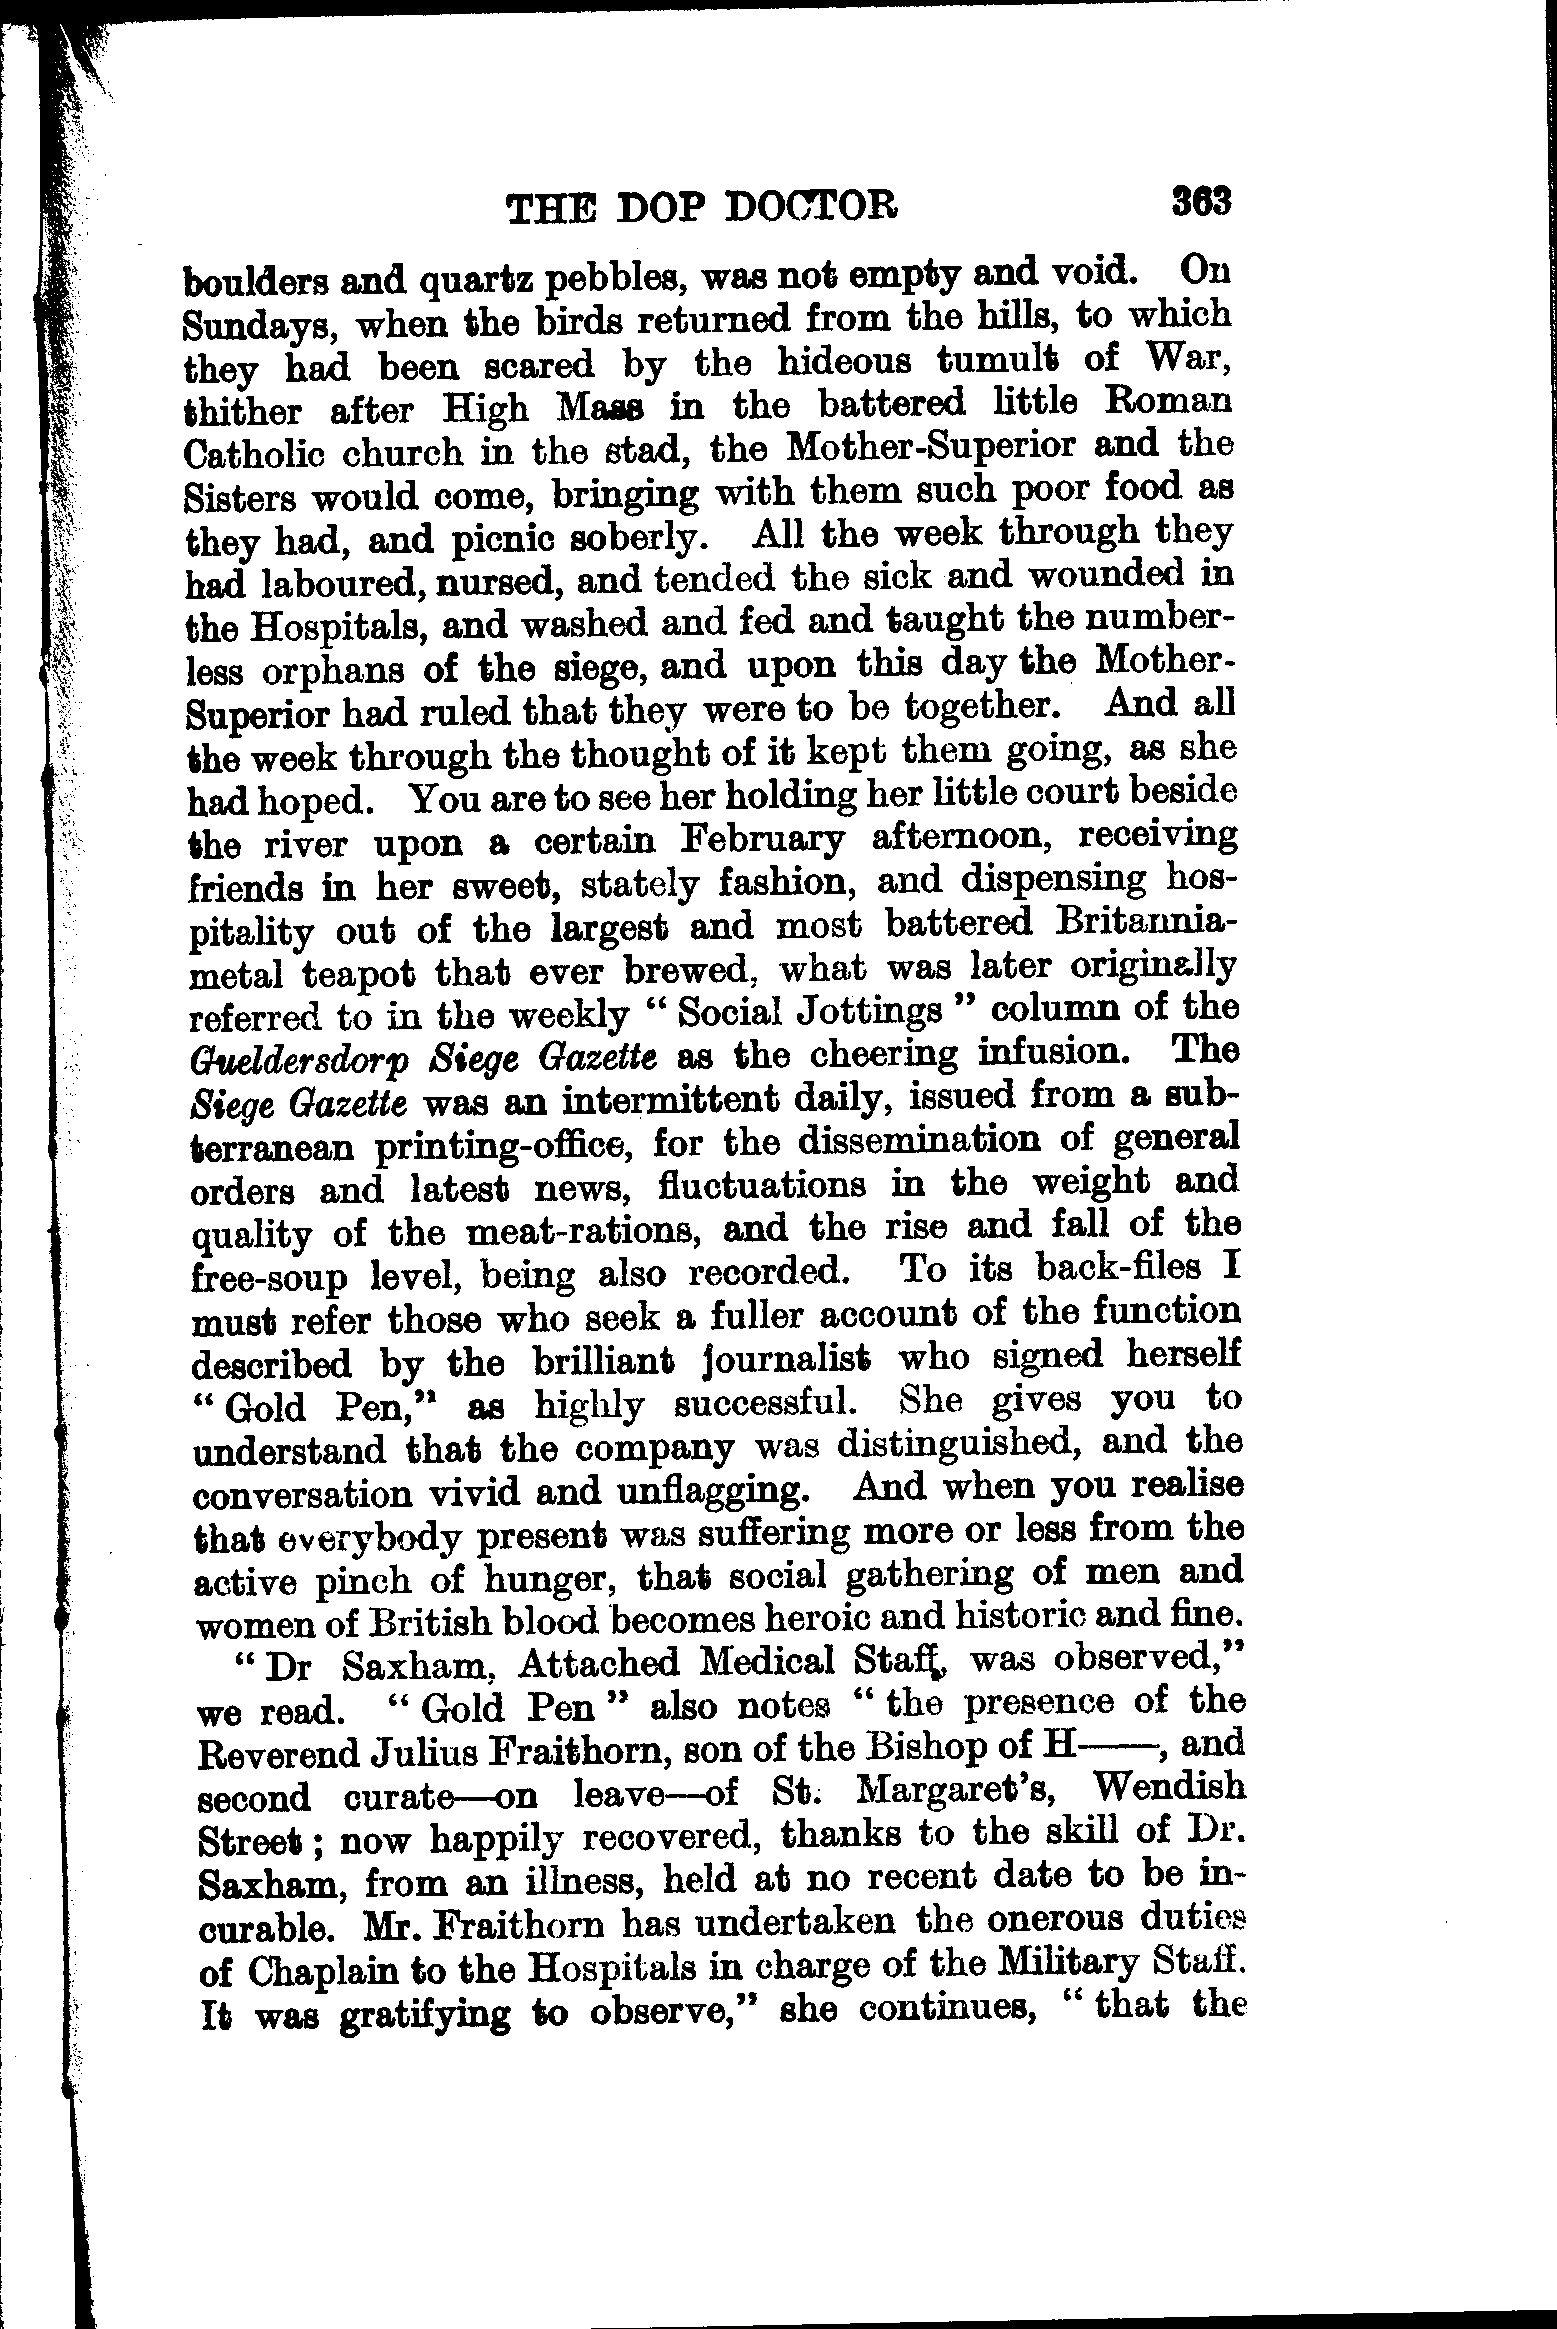 THE DOP DOCTOR 363
boulders and quartz pebbles, was not empty and void. On
Sundays, when the birds returned from the hills, to which
they had been scared by the hideous tumult of War,
thither after High Mass in the battered little Roman
Catholic church in the stad, the Mother-Superior and the
Sisters would come, bringing with them such poor food as
they had, and picnic soberly. All the week through they
had laboured, nursed, and tended the sick and wounded in
the Hospitals, and washed and fed and taught the number-
less orphans of the siege, and upon this day the Mother-
Superior had ruled that they were to be together. And all
the week through the thought of it kept them going, as she
had hoped. You are to see her holding her little court beside
the river upon a certain February afternoon, receiving
friends in her sweet, stately fashion, and dispensing hos-
pitality out of the largest and most battered Britannia-
metal teapot that ever brewed, what was later originally
referred to in the weekly “ Social Jottings ” column of the
Gueldersdorp Siege Gazette as the cheering infusion. The
Siege Gazette was an intermittent daily, issued from a sub-
terranean printing-office, for the dissemination of general
orders and latest news, fluctuations in the weight and
quality of the meat-rations, and the rise and fall of the
free-soup level, being also recorded. To its back-files I
must refer those who seek a fuller account of the function
described by the brilliant journalist who signed herself
“ Gold Pen,” as highly successful. She gives you to
understand that the company was distinguished, and the
conversation vivid and unflagging. And when you realise
that everybody present was suffering more or less from the
active pinch of hunger, that social gathering of men and
women of British blood becomes heroic and historic and fine.
“ Dr Saxham, Attached Medical Staff, was observed,”
we read. “ Gold Pen ” also notes “ the presence of the
Reverend Julius Fraithorn, son of the Bishop of H——, and
second curate—on leave—of St. Margaret’s, Wendish
Street ; now happily recovered, thanks to the skill of Dr.
Saxham, from an illness, held at no recent date to be in-
curable. Mr. Fraithorn has undertaken the onerous duties
of Chaplain to the Hospitals in charge of the Military Staff.
It was gratifying to observe,” she continues, “ that the